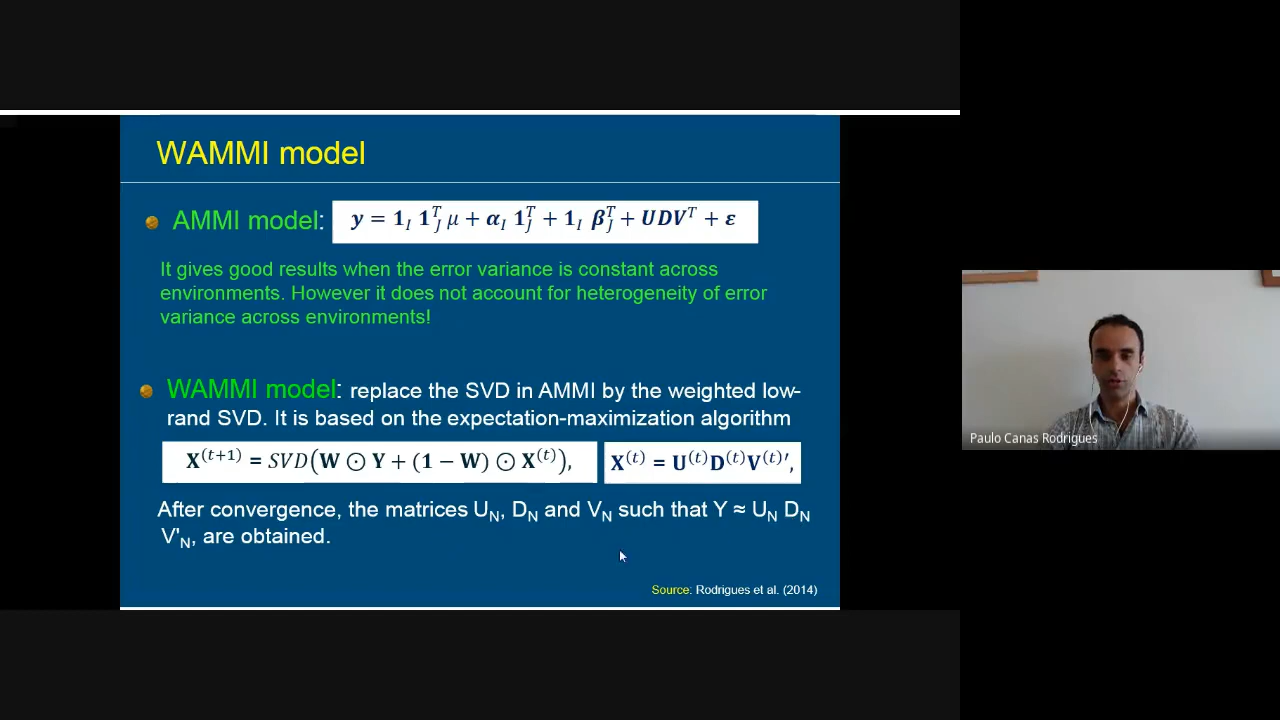 WAMMI model
AMMI model: y = 1_I 1_J^T μ + α_I 1_J^T + 1_I β_J^T + UDV^T + ε
It gives good results when the error variance is constant across
environments. However it does not account for heterogeneity of error
variance across environments!
WAMMI model: replace the SVD in AMMI by the weighted low-
rand SVD. It is based on the expectation-maximization algorithm
X^(t+1) = SVD(W ⊙ Y + (1 − W) ⊙ X^(t)), X^(t) = U^(t)D^(t)V^(t)′,
After convergence, the matrices U_N, D_N and V_N such that Y ≈ U_N D_N
V'_N, are obtained.
Source: Rodrigues et al. (2014)
Paulo Canas Rodrigues